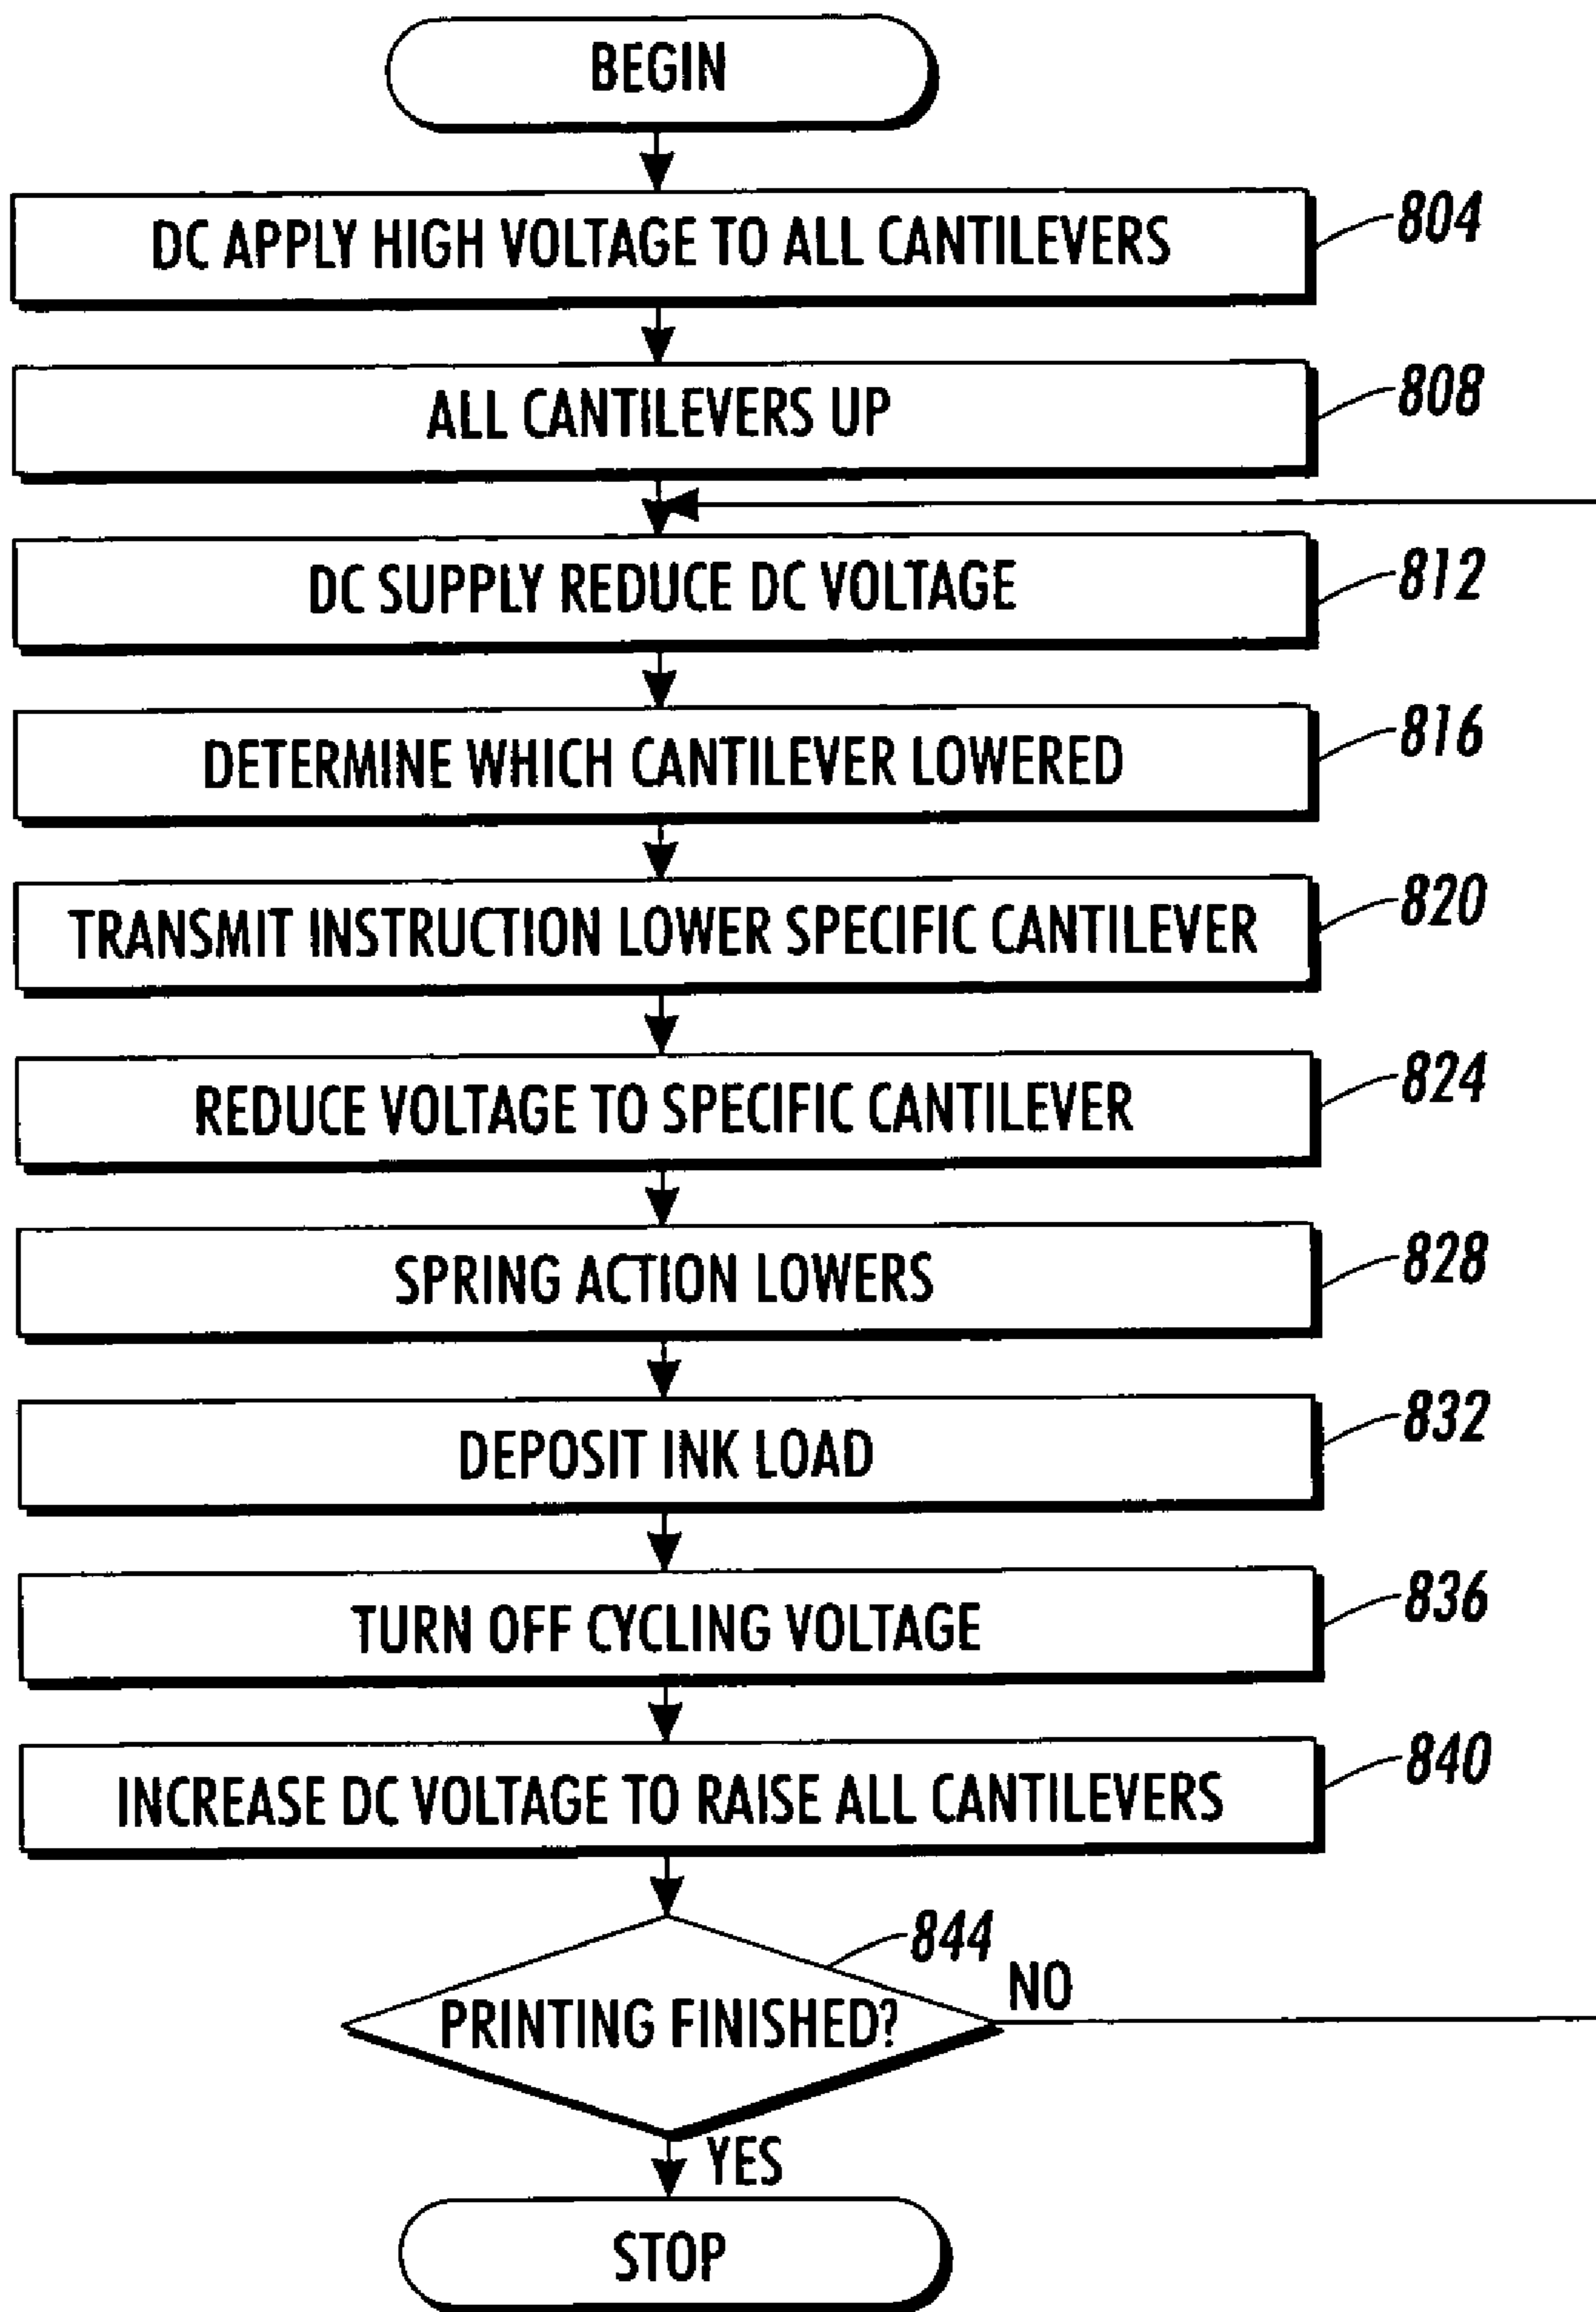 BEGIN
DC APPLY HIGH VOLTAGE TO ALL CANTILEVERS
804
ALL CANTILEVERS UP
808
DC SUPPLY REDUCE DC VOLTAGE
812
DETERMINE WHICH CANTILEVER LOWERED
816
TRANSMIT INSTRUCTION LOWER SPECIFIC CANTILEVER
820
REDUCE VOLTAGE TO SPECIFIC CANTILEVER
824
SPRING ACTION LOWERS
828
DEPOSIT INK LOAD
832
TURN OFF CYCLING VOLTAGE
836
INCREASE DC VOLTAGE TO RAISE ALL CANTILEVERS
840
844
PRINTING FINISHED?
NO
YES
STOP